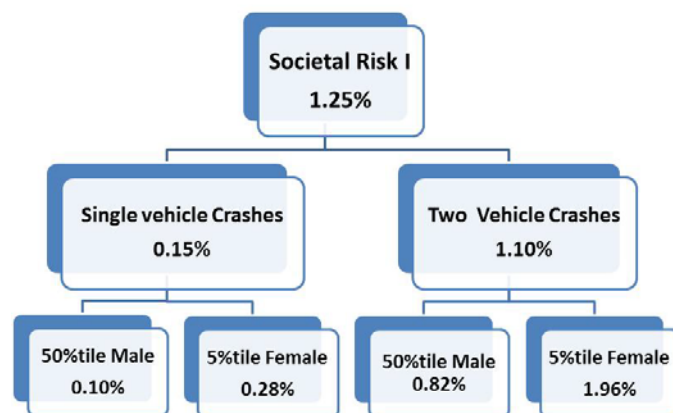 Societal Risk I
1.25%
Single vehicle Crashes
0.15%
Two Vehicle Crashes
1.10%
50%tile Male
0.10%
5%tile Female
0.28%
50%tile Male
0.82%
5%tile Female
1.96%